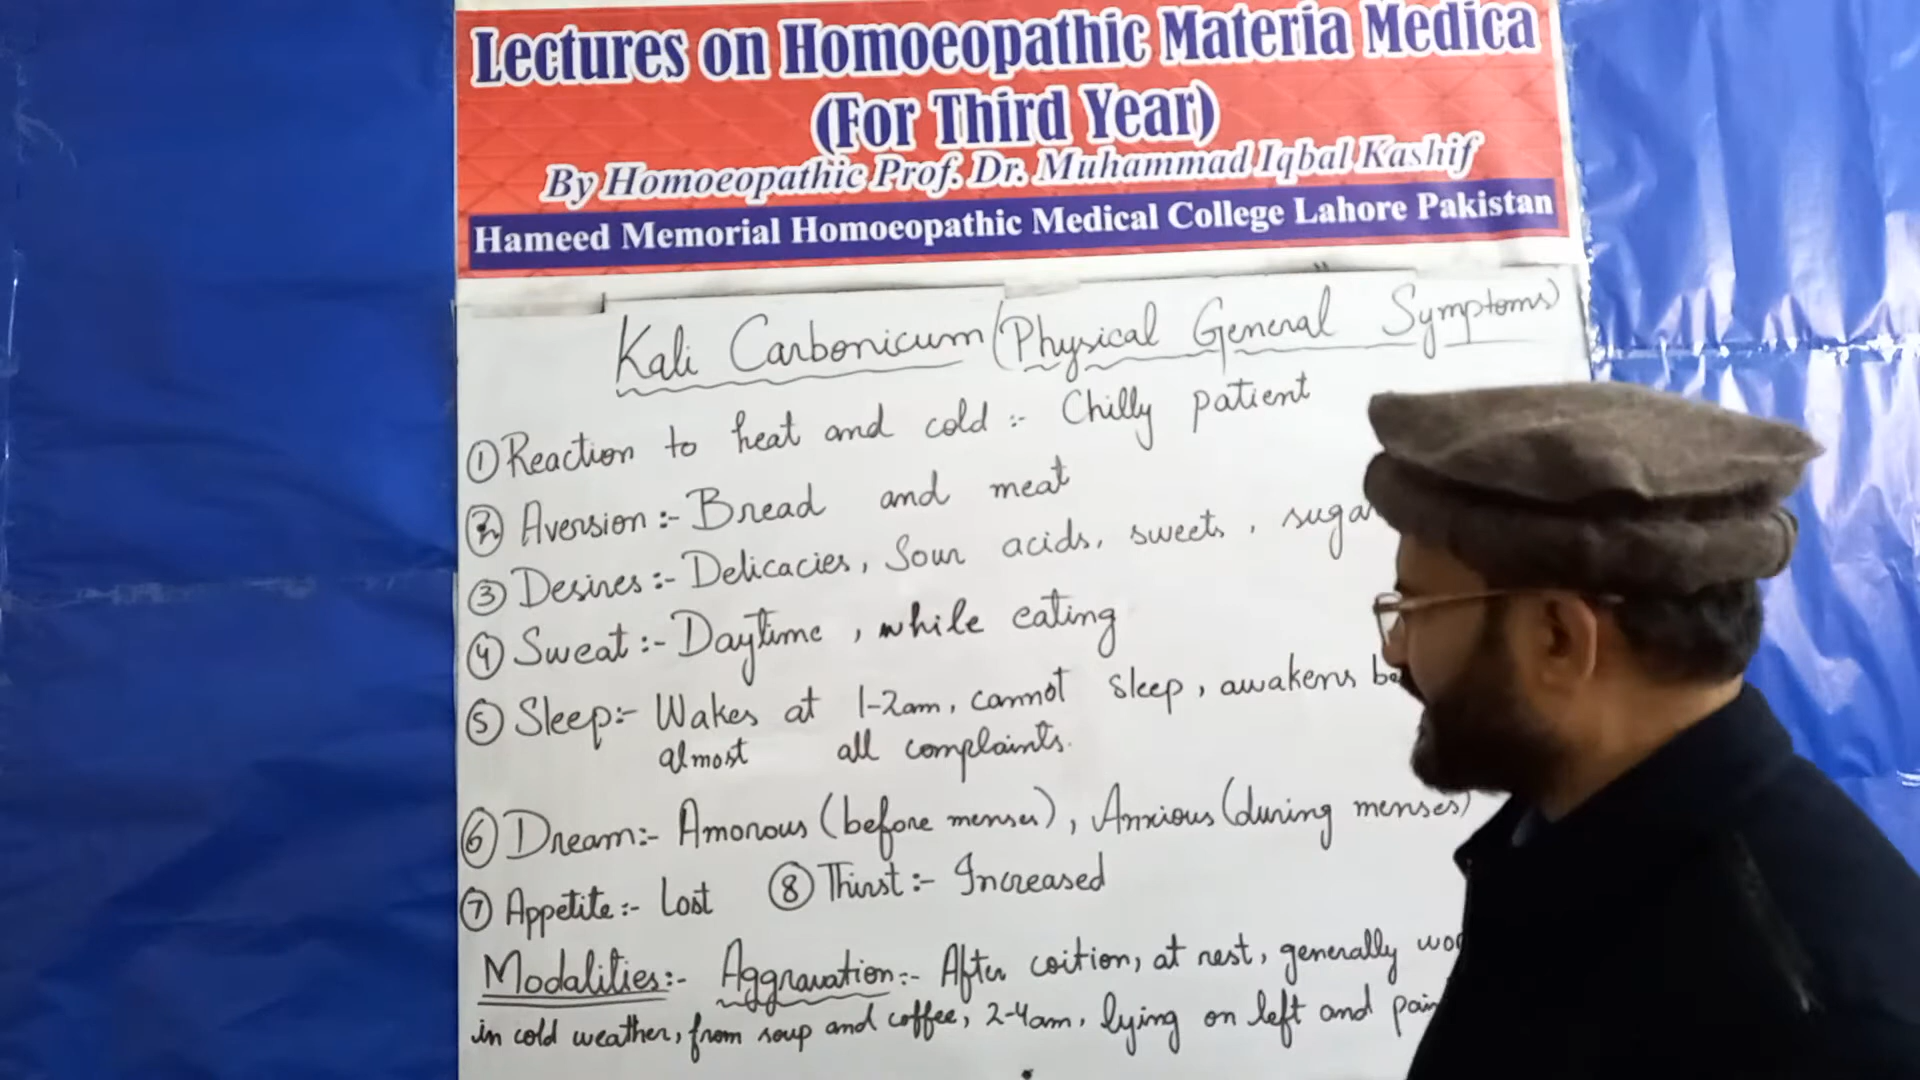 Lectures on Homoeopathic Materia Medica
(For Third Year)
By Homoeopathic Prof. Dr. Muhammad Iqbal Kashif
Hameed Memorial Homoeopathic Medical College Lahore Pakistan
Kali Carbonicum (Physical General Symptoms)
① Reaction to heat and cold :- Chilly patient
② Aversion :- Bread and meat
③ Desires :- Delicacies, Sour acids, sweets, sugar
④ Sweat :- Daytime, while eating
⑤ Sleep:- Wakes at 1-2am, cannot sleep, awakens
almost all complaints.
⑥ Dream:- Amorous (before menses), Anxious (during menses)
⑦ Appetite:- Lost ⑧ Thirst :- Increased
Modalities:- Aggravation:- After coition, at rest, generally
in cold weather, from soup and coffee, 2-4am, lying on left and